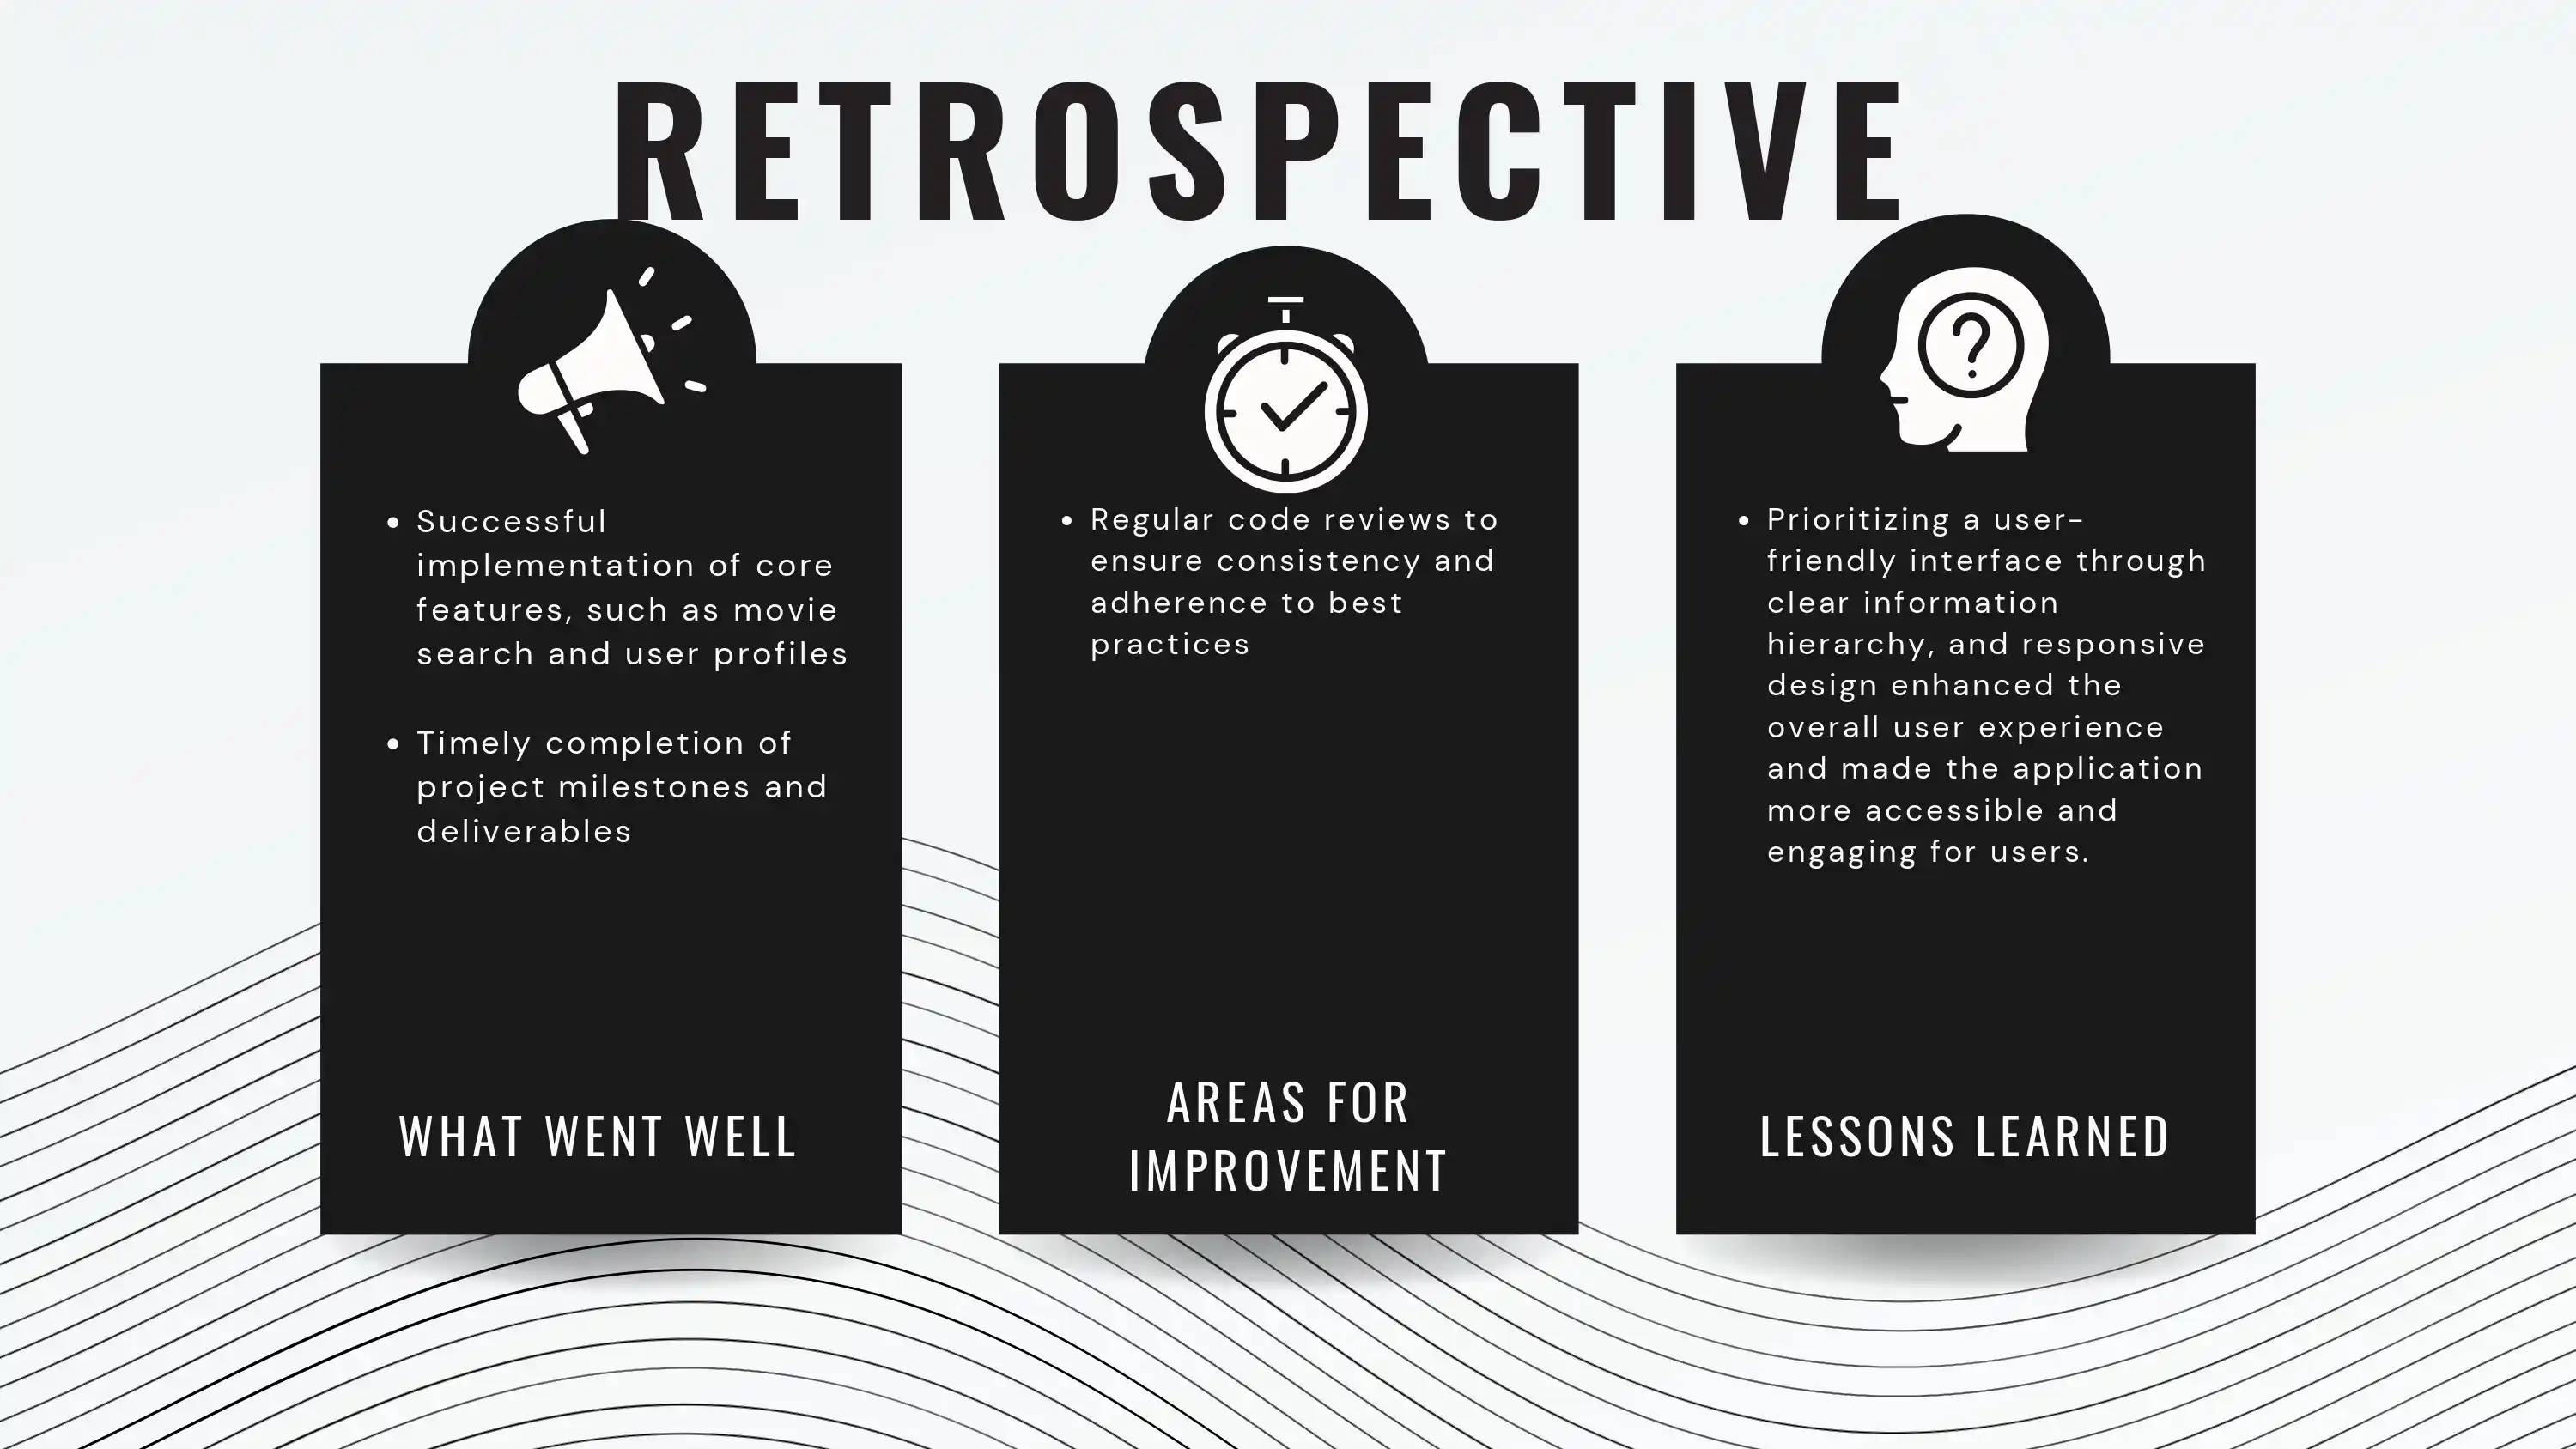 RETROSPECTIVE
• Successful
implementation of core
features, such as movie
search and user profiles
• Timely completion of
project milestones and
deliverables
WHAT WENT WELL
• Regular code reviews to
ensure consistency and
adherence to best
practices
AREAS FOR
IMPROVEMENT
• Prioritizing a user-
friendly interface through
clear information
hierarchy, and responsive
design enhanced the
overall user experience
and made the application
more accessible and
engaging for users.
LESSONS LEARNED